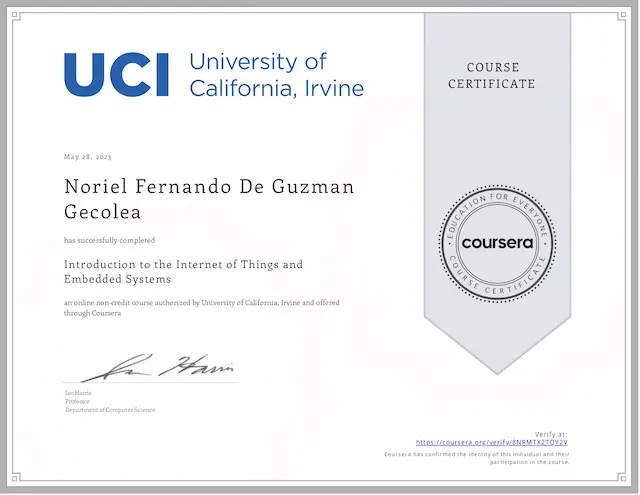 UCI University of
California, Irvine
COURSE
CERTIFICATE
May 28, 2023
Noriel Fernando De Guzman
Gecolea
has successfully completed
Introduction to the Internet of Things and
Embedded Systems
an online non-credit course authorized by University of California, Irvine and offered
through Coursera
EDUCATION FOR EVERYONE
coursera
COURSE CERTIFICATE
Ian Harris
Ian Harris
Professor
Department of Computer Science
Verify at:
https://coursera.org/verify/8NRMTX2TQY2V
Coursera has confirmed the identity of this individual and their
participation in the course.